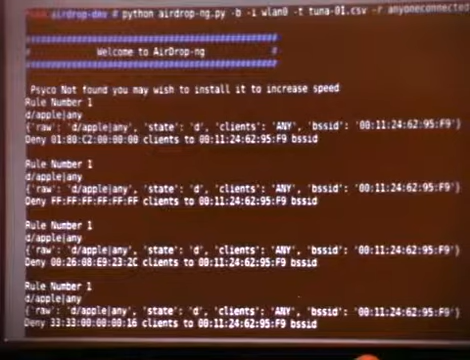 airdrop-dev # python airdrop-ng.py -b -i wlan0 -t tuna-01.csv -r anyoneconnected
################################################
# Welcome to AirDrop-ng #
################################################
Psyco Not found you may wish to install it to increase speed
Rule Number 1
d/apple|any
{'raw': 'd/apple|any', 'state': 'd', 'clients': 'ANY', 'bssid': '00:11:24:62:95:F9'}
Deny 01:80:C2:00:00:00 clients to 00:11:24:62:95:F9 bssid
Rule Number 1
d/apple|any
{'raw': 'd/apple|any', 'state': 'd', 'clients': 'ANY', 'bssid': '00:11:24:62:95:F9'}
Deny FF:FF:FF:FF:FF:FF clients to 00:11:24:62:95:F9 bssid
Rule Number 1
d/apple|any
{'raw': 'd/apple|any', 'state': 'd', 'clients': 'ANY', 'bssid': '00:11:24:62:95:F9'}
Deny 00:26:08:E9:23:2C clients to 00:11:24:62:95:F9 bssid
Rule Number 1
d/apple|any
{'raw': 'd/apple|any', 'state': 'd', 'clients': 'ANY', 'bssid': '00:11:24:62:95:F9'}
Deny 33:33:00:00:00:16 clients to 00:11:24:62:95:F9 bssid